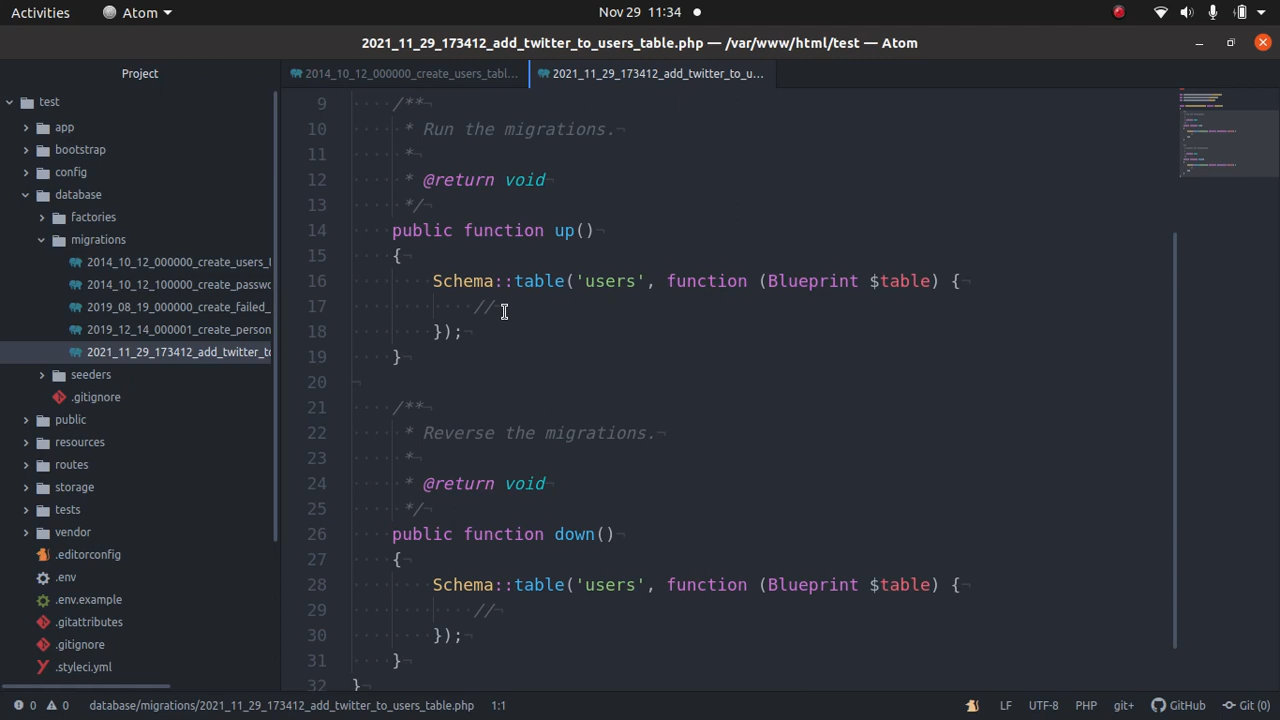 Activities
Atom
Nov 29 11:34
2021_11_29_173412_add_twitter_to_users_table.php — /var/www/html/test — Atom
Project
2014_10_12_000000_create_users_tabl...
2021_11_29_173412_add_twitter_to_u...
test
app
bootstrap
config
database
factories
migrations
2014_10_12_000000_create_users_t
2014_10_12_100000_create_passwo
2019_08_19_000000_create_failed_
2019_12_14_000001_create_person
2021_11_29_173412_add_twitter_to
seeders
.gitignore
public
resources
routes
storage
tests
vendor
.editorconfig
.env
.env.example
.gitattributes
.gitignore
.styleci.yml
9 /**
10 * Run the migrations.
11 *
12 * @return void
13 */
14 public function up()
15 {
16 Schema::table('users', function (Blueprint $table) {
17 //
18 });
19 }
20
21 /**
22 * Reverse the migrations.
23 *
24 * @return void
25 */
26 public function down()
27 {
28 Schema::table('users', function (Blueprint $table) {
29 //
30 });
31 }
32 }
0 0 database/migrations/2021_11_29_173412_add_twitter_to_users_table.php 1:1 LF UTF-8 PHP git+ GitHub Git (0)